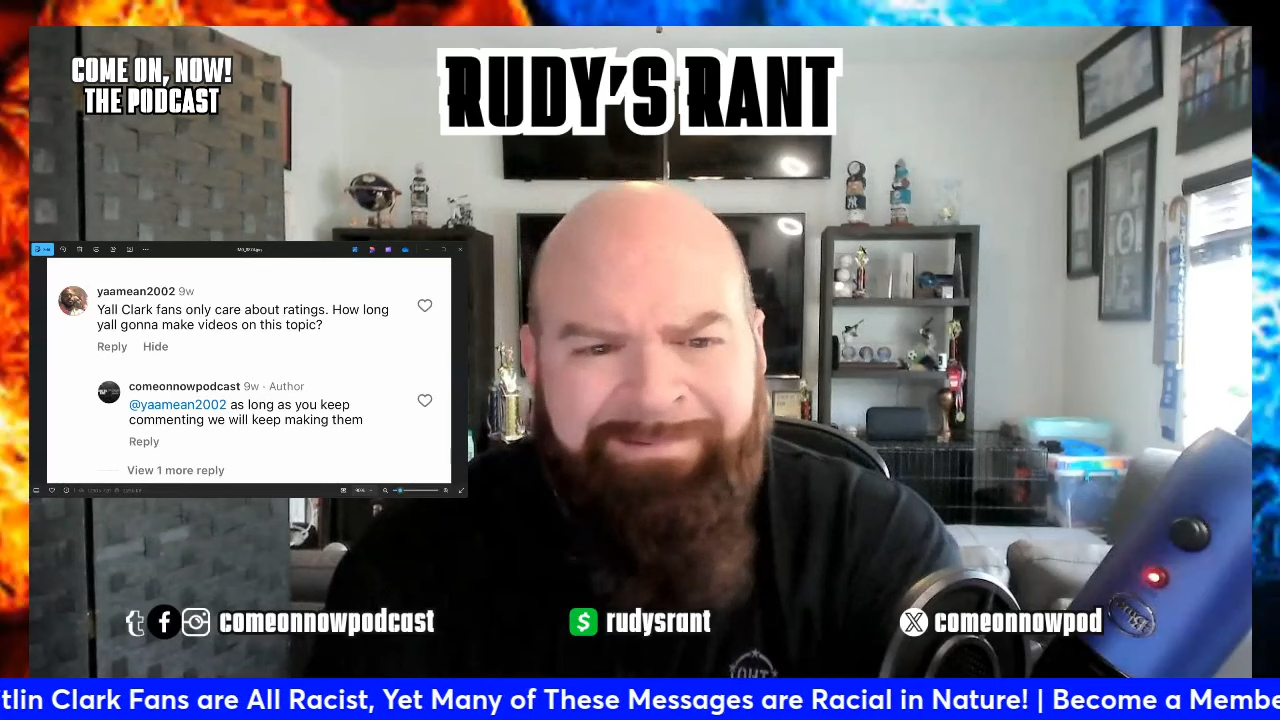 COME ON, NOW!
THE PODCAST
RUDY'S RANT
yaamean2002 9w
Yall Clark fans only care about ratings. How long
yall gonna make videos on this topic?
Reply Hide
comeonnowpodcast 9w · Author
@yaamean2002 as long as you keep
commenting we will keep making them
Reply
View 1 more reply
90%
Blue
comeonnowpodcast
rudysrant
comeonnowpod
tlin Clark Fans are All Racist, Yet Many of These Messages are Racial in Nature! | Become a Membe